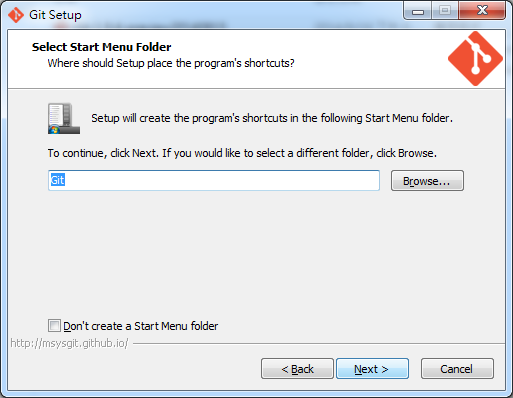 Git Setup
Select Start Menu Folder
Where should Setup place the program's shortcuts?
Setup will create the program's shortcuts in the following Start Menu folder.
To continue, click Next. If you would like to select a different folder, click Browse.
Git
Browse...
Don't create a Start Menu folder
http://msysgit.github.io/
< Back
Next >
Cancel